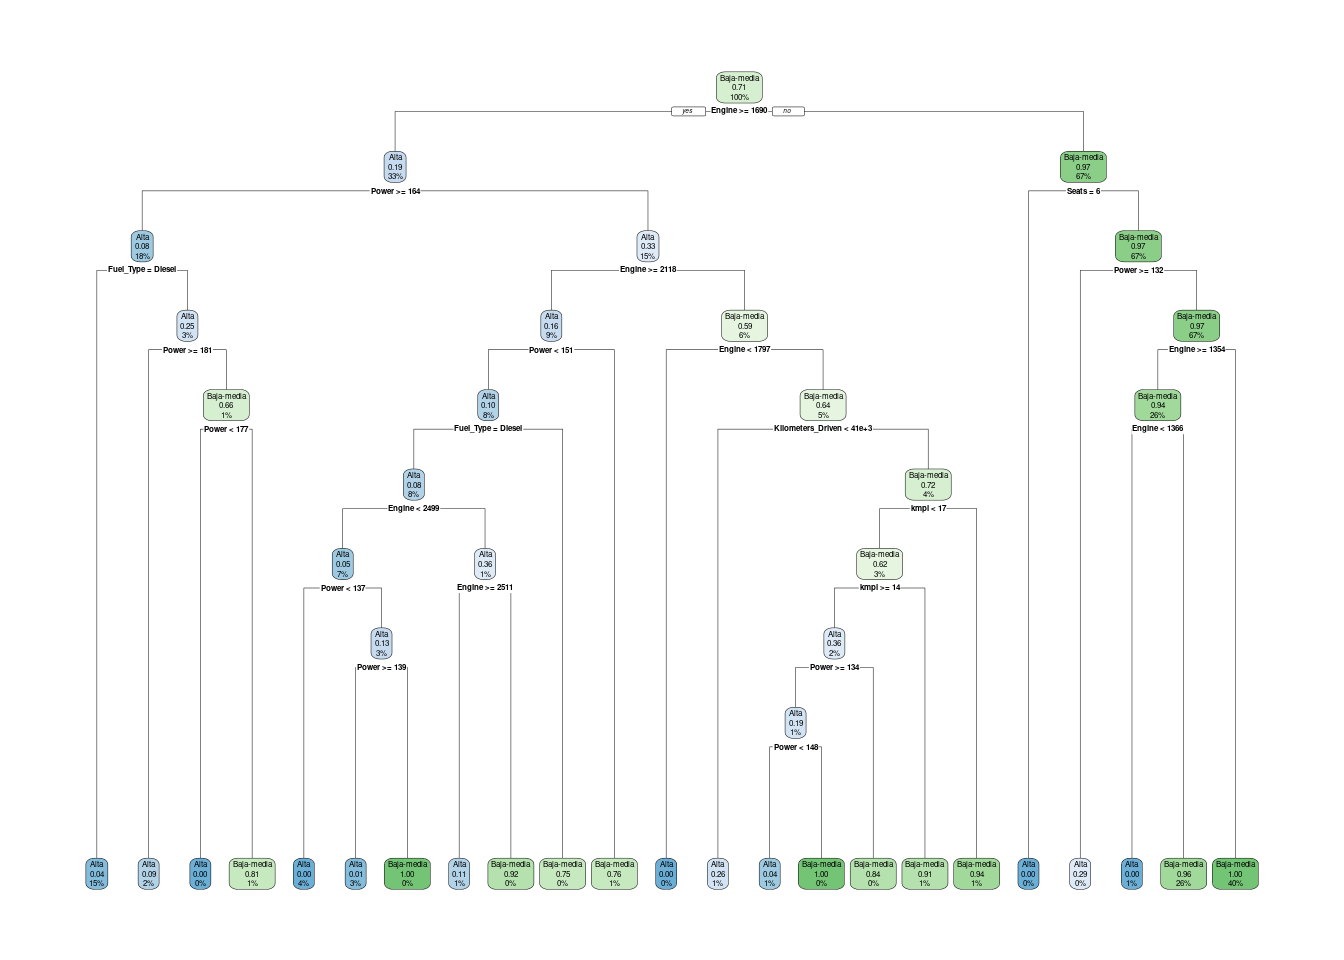 Baja-media
0.71
100%
yes Engine >= 1690 no
Alta
0.19
33%
Baja-media
0.97
67%
Power >= 164
Seats = 6
Alta
0.08
18%
Alta
0.33
15%
Baja-media
0.97
67%
Fuel_Type = Diesel
Engine >= 2118
Power >= 132
Alta
0.25
3%
Alta
0.16
9%
Baja-media
0.59
6%
Baja-media
0.97
67%
Power >= 181
Power < 151
Engine < 1797
Engine >= 1354
Baja-media
0.66
1%
Alta
0.10
8%
Baja-media
0.64
5%
Baja-media
0.94
26%
Power < 177
Fuel_Type = Diesel
Kilometers_Driven < 41e+3
Engine < 1366
Alta
0.08
8%
Baja-media
0.72
4%
Engine < 2499
kmpl < 17
Alta
0.05
7%
Alta
0.36
1%
Baja-media
0.62
3%
Power < 137
Engine >= 2511
kmpl >= 14
Alta
0.13
3%
Alta
0.36
2%
Power >= 139
Power >= 134
Alta
0.19
1%
Power < 148
Alta
0.04
15%
Alta
0.09
2%
Alta
0.00
0%
Baja-media
0.81
1%
Alta
0.00
4%
Alta
0.01
3%
Baja-media
1.00
0%
Alta
0.11
1%
Baja-media
0.92
0%
Baja-media
0.75
0%
Baja-media
0.76
1%
Alta
0.00
0%
Alta
0.26
1%
Alta
0.04
1%
Baja-media
1.00
0%
Baja-media
0.84
0%
Baja-media
0.91
1%
Baja-media
0.94
1%
Alta
0.00
0%
Alta
0.29
0%
Alta
0.00
1%
Baja-media
0.96
26%
Baja-media
1.00
40%